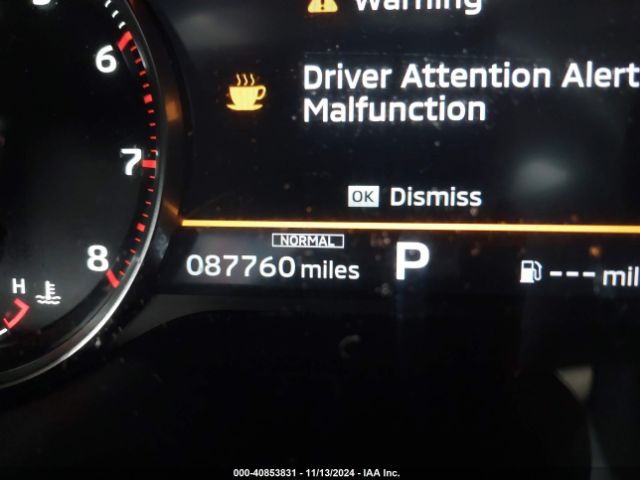 Warning
6
Driver Attention Alert
Malfunction
7
OK Dismiss
NORMAL
8
087760 miles P --- mil
H
000-40853831 - 11/13/2024 - IAA Inc.